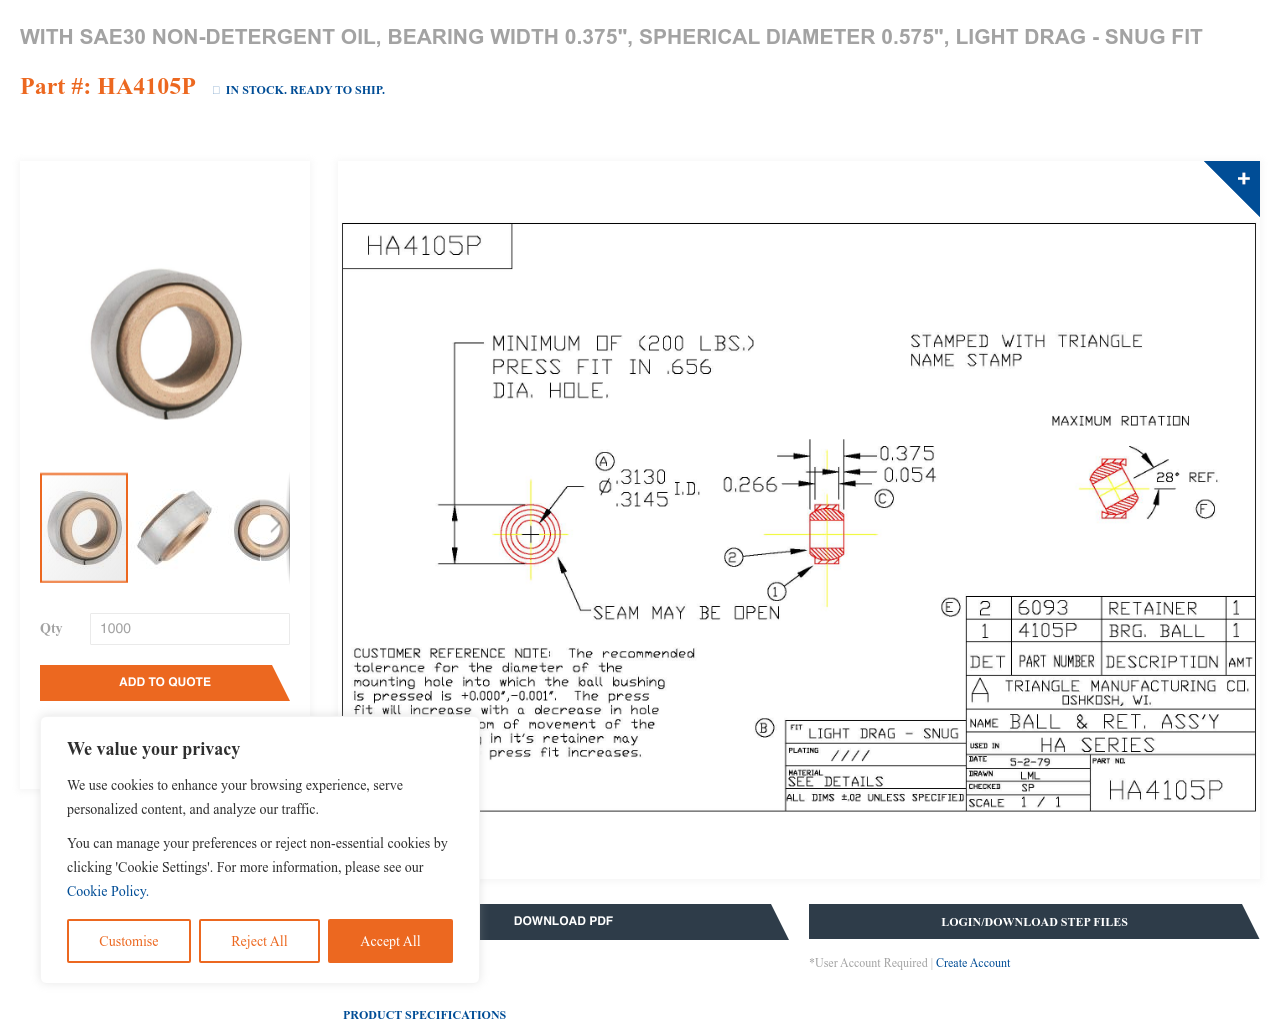 WITH SAE30 NON-DETERGENT OIL, BEARING WIDTH 0.375", SPHERICAL DIAMETER 0.575", LIGHT DRAG - SNUG FIT
Part #: HA4105P
IN STOCK. READY TO SHIP.
+
HA4105P
MINIMUM OF (200 LBS.)
PRESS FIT IN .656
DIA. HOLE.
STAMPED WITH TRIANGLE
NAME STAMP
MAXIMUM ROTATION
A
Ø .3130
.3145 I.D.
0.375
0.054
0.266
C
28° REF.
F
2
1
SEAM MAY BE OPEN
E
2 6093 RETAINER 1
1 4105P BRG. BALL 1
DET PART NUMBER DESCRIPTION AMT
A TRIANGLE MANUFACTURING CO.
OSHKOSH, WI.
NAME BALL & RET. ASS'Y
USED IN HA SERIES
DATE 5-2-79
DRAWN LML
CHECKED SP
SCALE 1 / 1
PART NO.
HA4105P
B
FIT LIGHT DRAG - SNUG
PLATING ////
MATERIAL
SEE DETAILS
ALL DIMS ±.02 UNLESS SPECIFIED
CUSTOMER REFERENCE NOTE: The recommended
tolerance for the diameter of the
mounting hole into which the ball bushing
is pressed is +0.000",-0.001". The press
fit will increase with a decrease in hole
of movement of the
in it's retainer may
press fit increases.
Qty
1000
ADD TO QUOTE
We value your privacy
We use cookies to enhance your browsing experience, serve
personalized content, and analyze our traffic.
You can manage your preferences or reject non-essential cookies by
clicking 'Cookie Settings'. For more information, please see our
Cookie Policy.
Customise
Reject All
Accept All
DOWNLOAD PDF
LOGIN/DOWNLOAD STEP FILES
*User Account Required | Create Account
PRODUCT SPECIFICATIONS